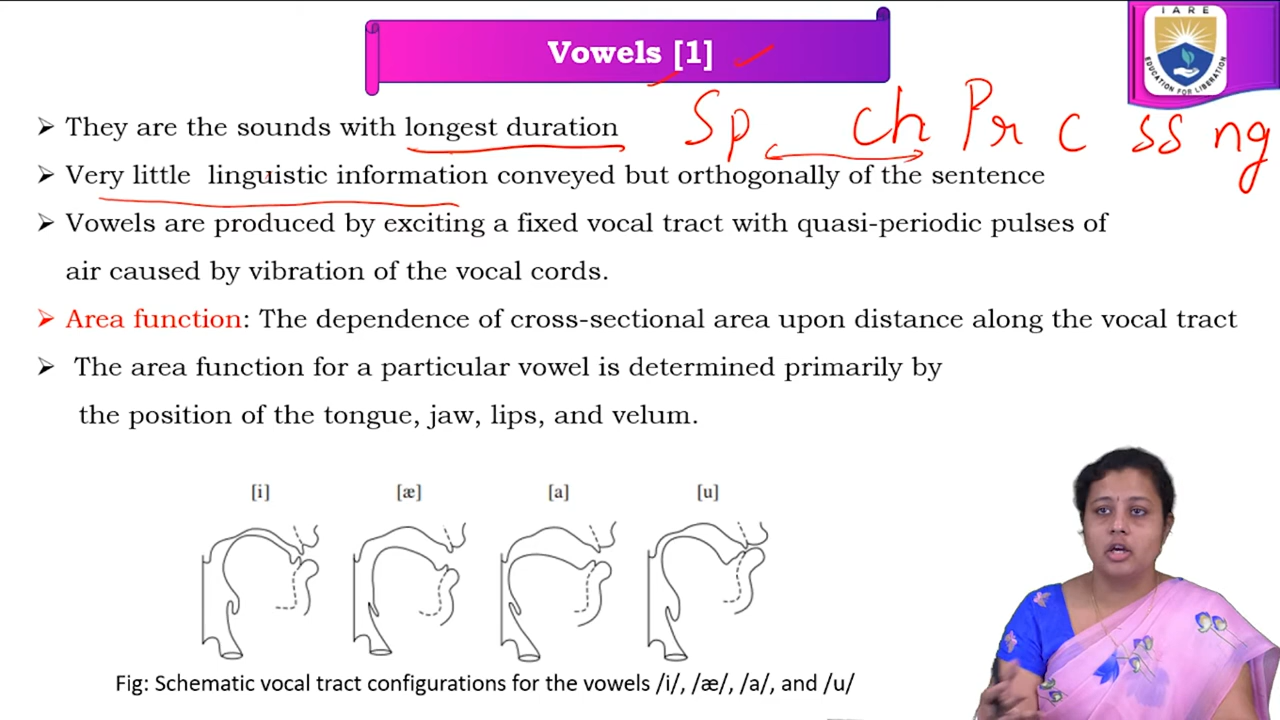 IARE
EDUCATION FOR LIBERATION
Vowels [1]
Sp ch Pr c ss ng
➢ They are the sounds with longest duration
➢ Very little linguistic information conveyed but orthogonally of the sentence
➢ Vowels are produced by exciting a fixed vocal tract with quasi-periodic pulses of
air caused by vibration of the vocal cords.
➢ Area function: The dependence of cross-sectional area upon distance along the vocal tract
➢ The area function for a particular vowel is determined primarily by
the position of the tongue, jaw, lips, and velum.
[i] [æ] [a] [u]
Fig: Schematic vocal tract configurations for the vowels /i/, /æ/, /a/, and /u/